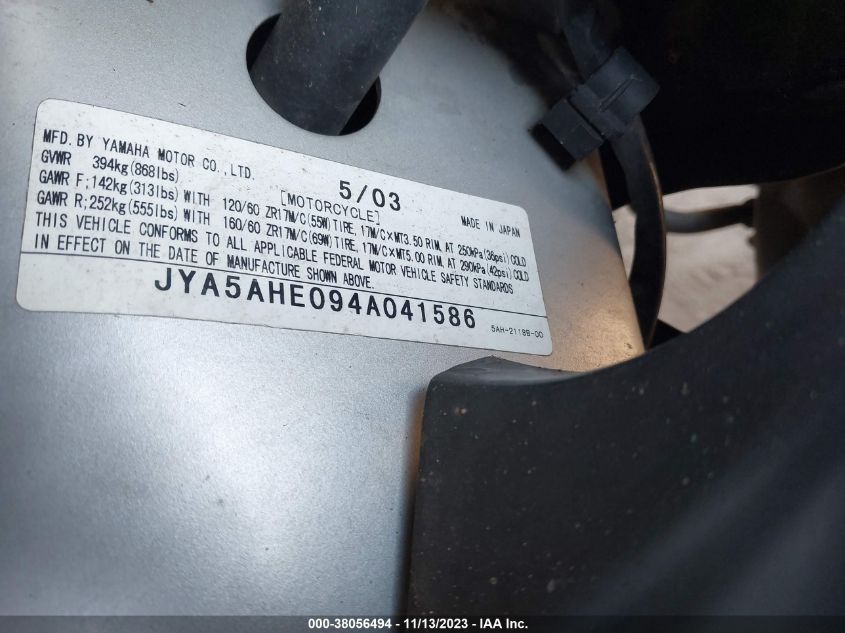 MFD. BY YAMAHA MOTOR CO., LTD. 5/03
GVWR 394kg(868lbs) [MOTORCYCLE] MADE IN JAPAN
GAWR F;142kg(313lbs) WITH 120/60 ZR17M/C(55W) TIRE, 17M/C×MT3.50 RIM, AT 250kPa(36psi)COLD
GAWR R;252kg(555lbs) WITH 160/60 ZR17M/C(69W) TIRE, 17M/C×MT5.00 RIM, AT 290kPa(42psi)COLD
THIS VEHICLE CONFORMS TO ALL APPLICABLE FEDERAL MOTOR VEHICLE SAFETY STANDARDS
IN EFFECT ON THE DATE OF MANUFACTURE SHOWN ABOVE.
JYA5AHE094A041586
5AH-2118B-00
000-38056494 - 11/13/2023 - IAA Inc.